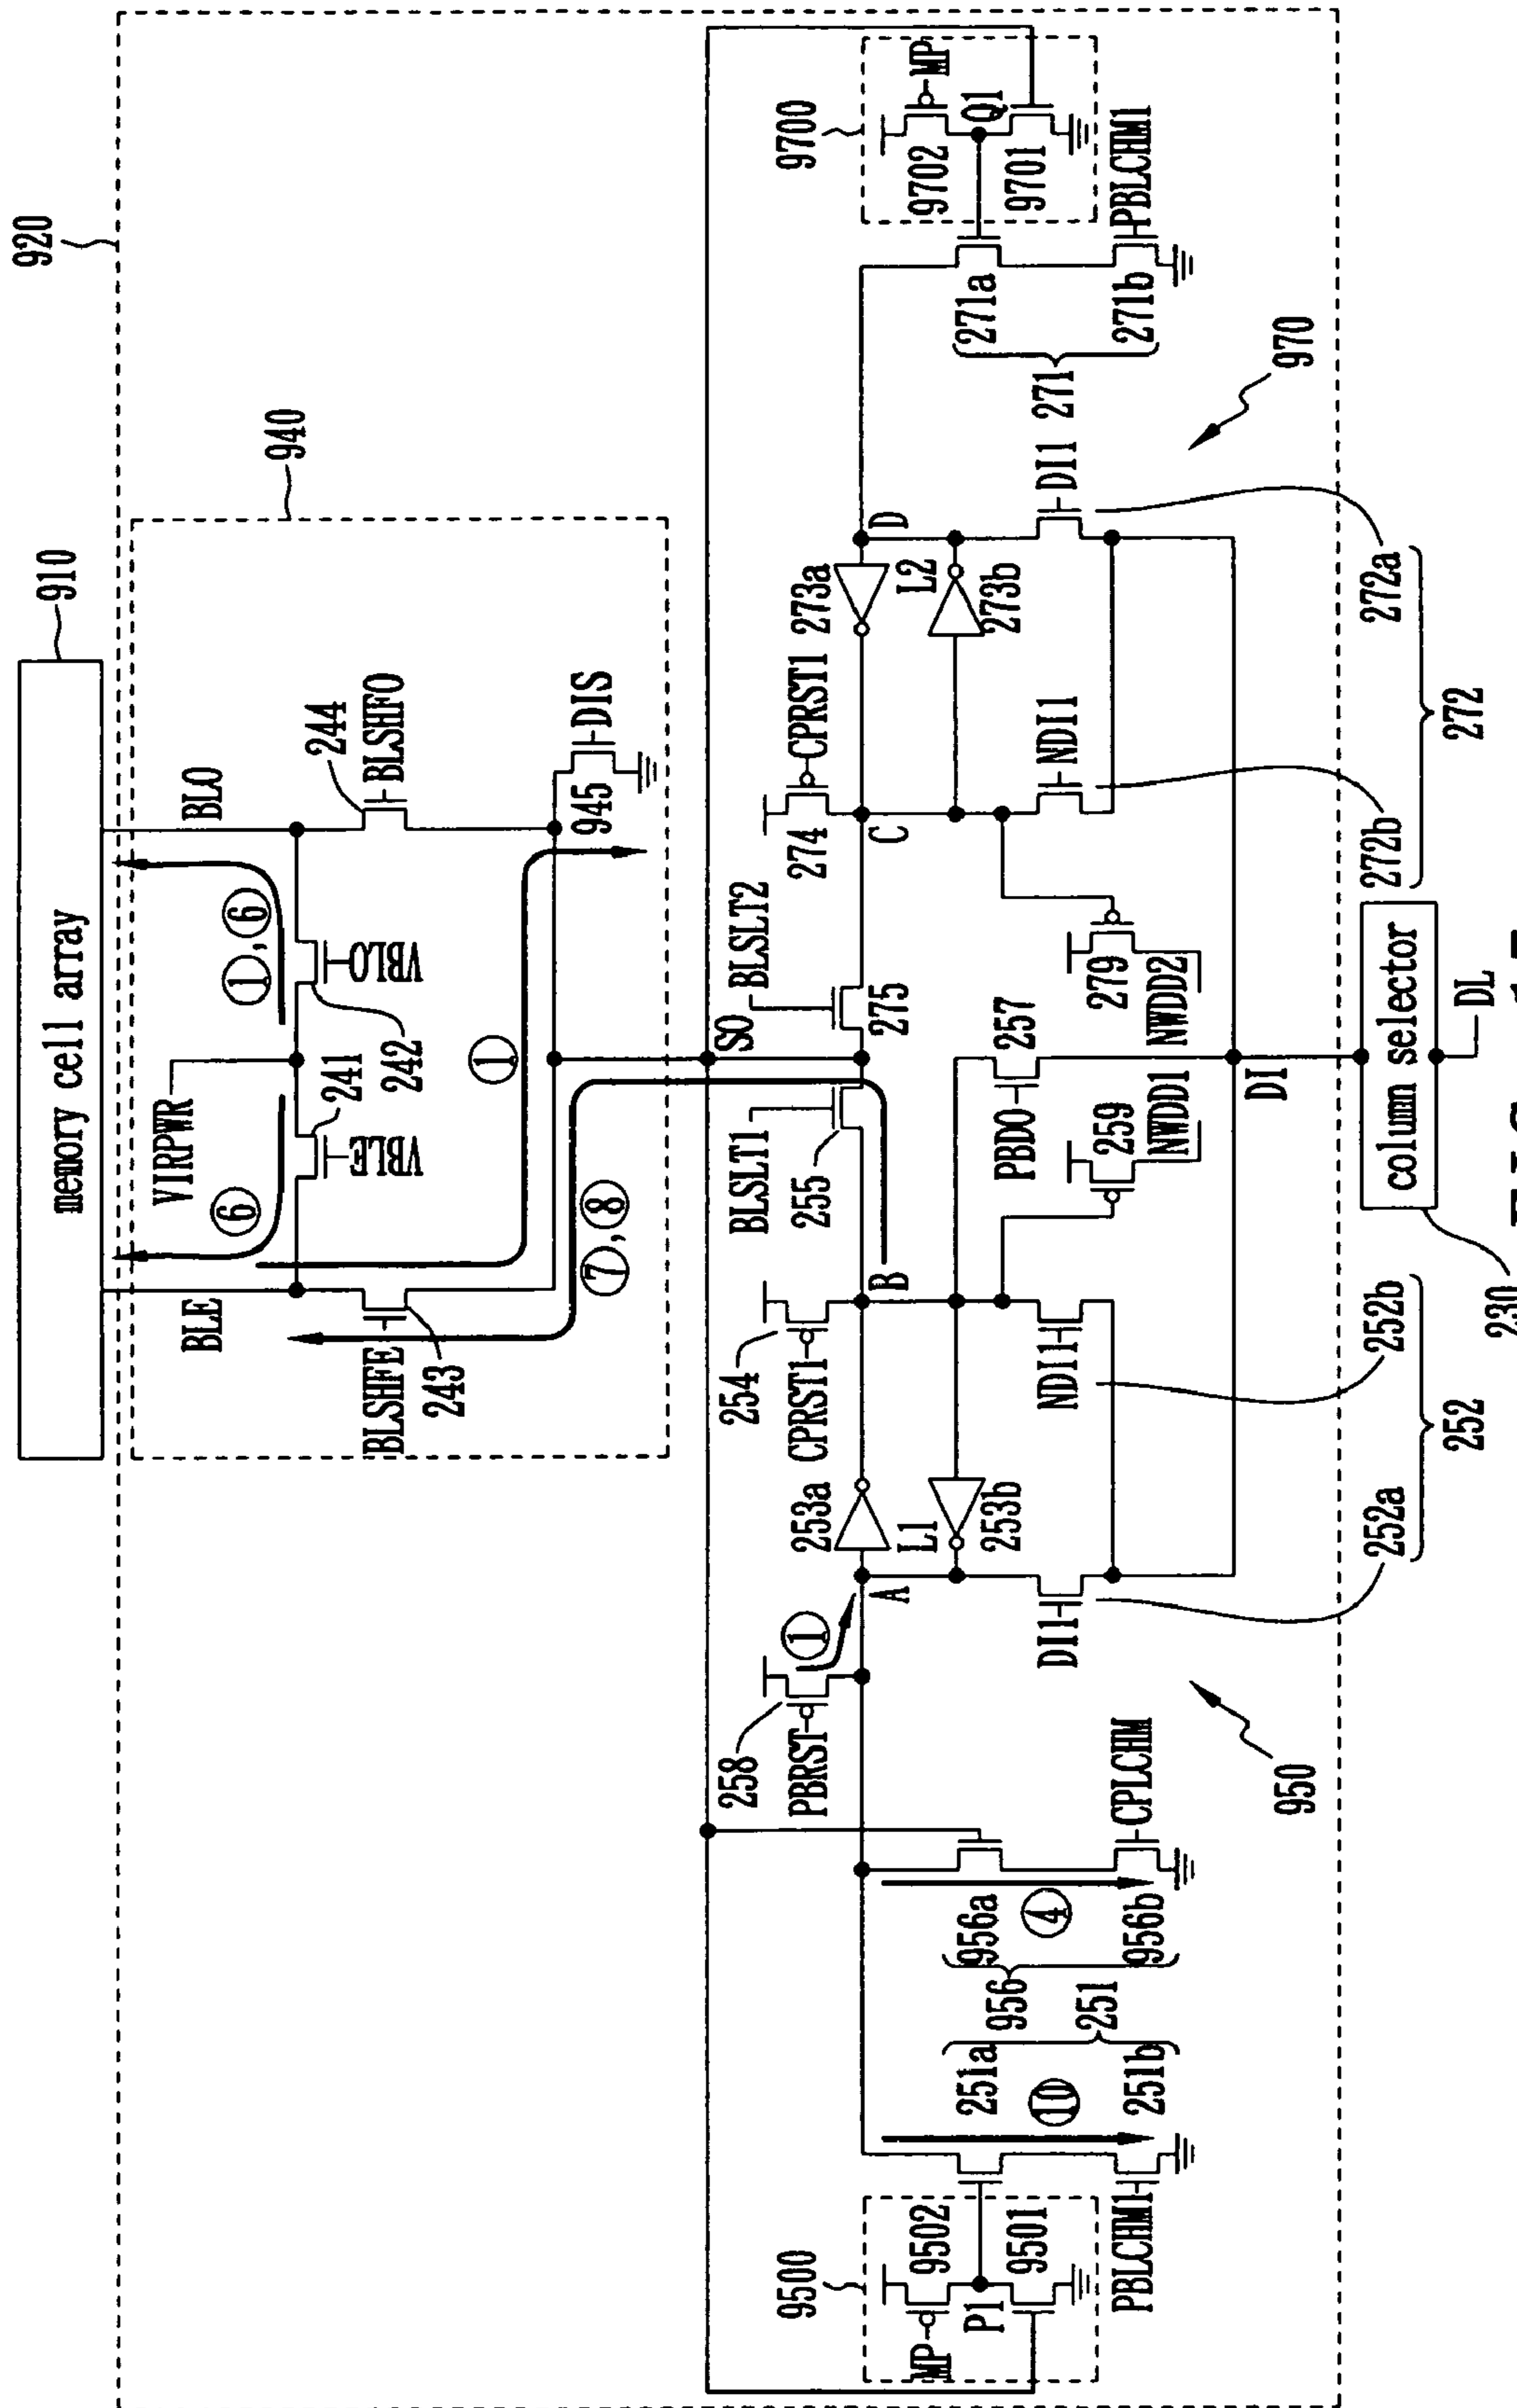 memory cell array
910
920
940
BLE
BLO
VIRPWR
⑥
①,⑥
241
242
VBLE
VBLO
244
BLSHFO
BLSHFE
243
①
⑦,⑧
945
DIS
SO
258
PBRST
①
A
253a
L1
253b
254
CPRST1
B
BLSLT1
255
BLSLT2
275
274
CPRST1
C
273a
L2
273b
D
9500
MP
9502
P1
9501
PBLCHM1
251a
⑩
251b
251
956a
④
956b
956
CPLCHM
DI1
NDI1
PBDO
257
259
NWDD1
279
NWDD2
NDI1
DI1
271
271a
271b
PBLCHM1
9700
MP
9702
Q1
9701
950
970
252a
252b
252
DI
272b
272a
272
230
column selector
DL